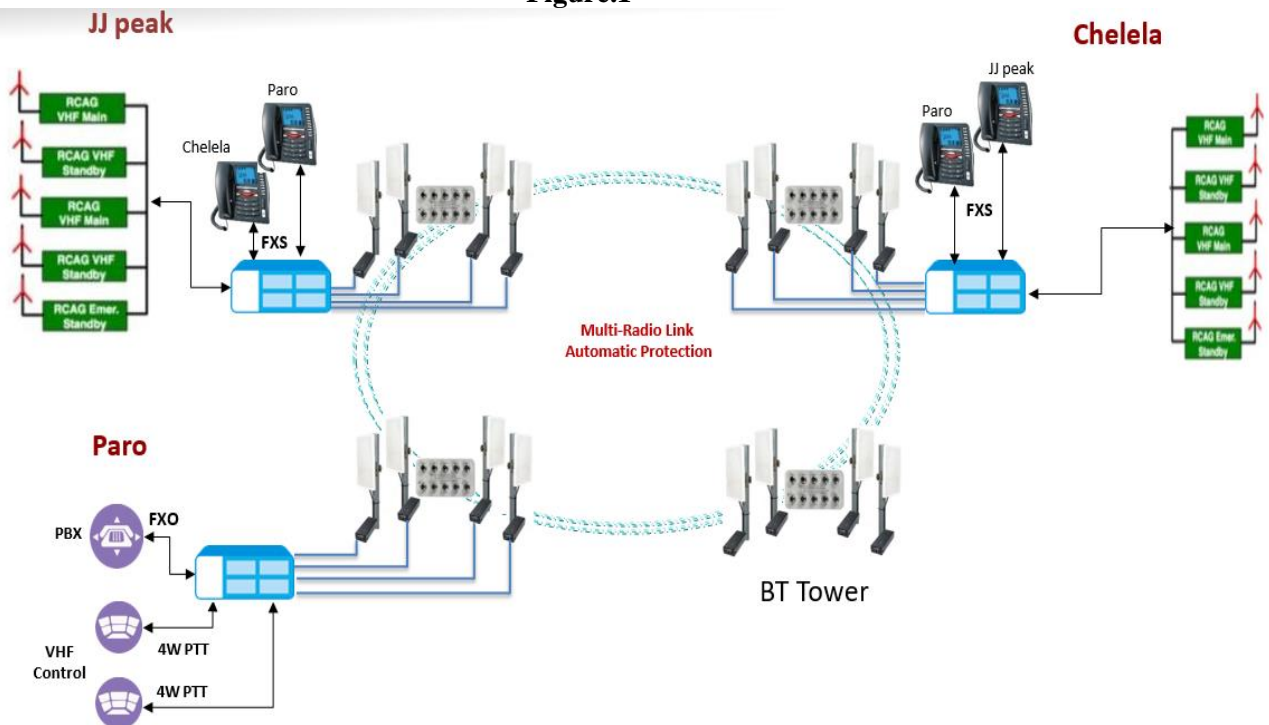 Figure.1
JJ peak
RCAG
VHF Main
RCAG VHF
Standby
RCAG
VHF Main
RCAG VHF
Standby
RCAG Emer.
Standby
Chelela
Paro
FXS
Chelela
Paro
JJ peak
FXS
RCAG
VHF Main
RCAG VHF
Standby
RCAG
VHF Main
RCAG VHF
Standby
RCAG Emer.
Standby
Multi-Radio Link
Automatic Protection
Paro
PBX
FXO
VHF
Control
4W PTT
4W PTT
BT Tower